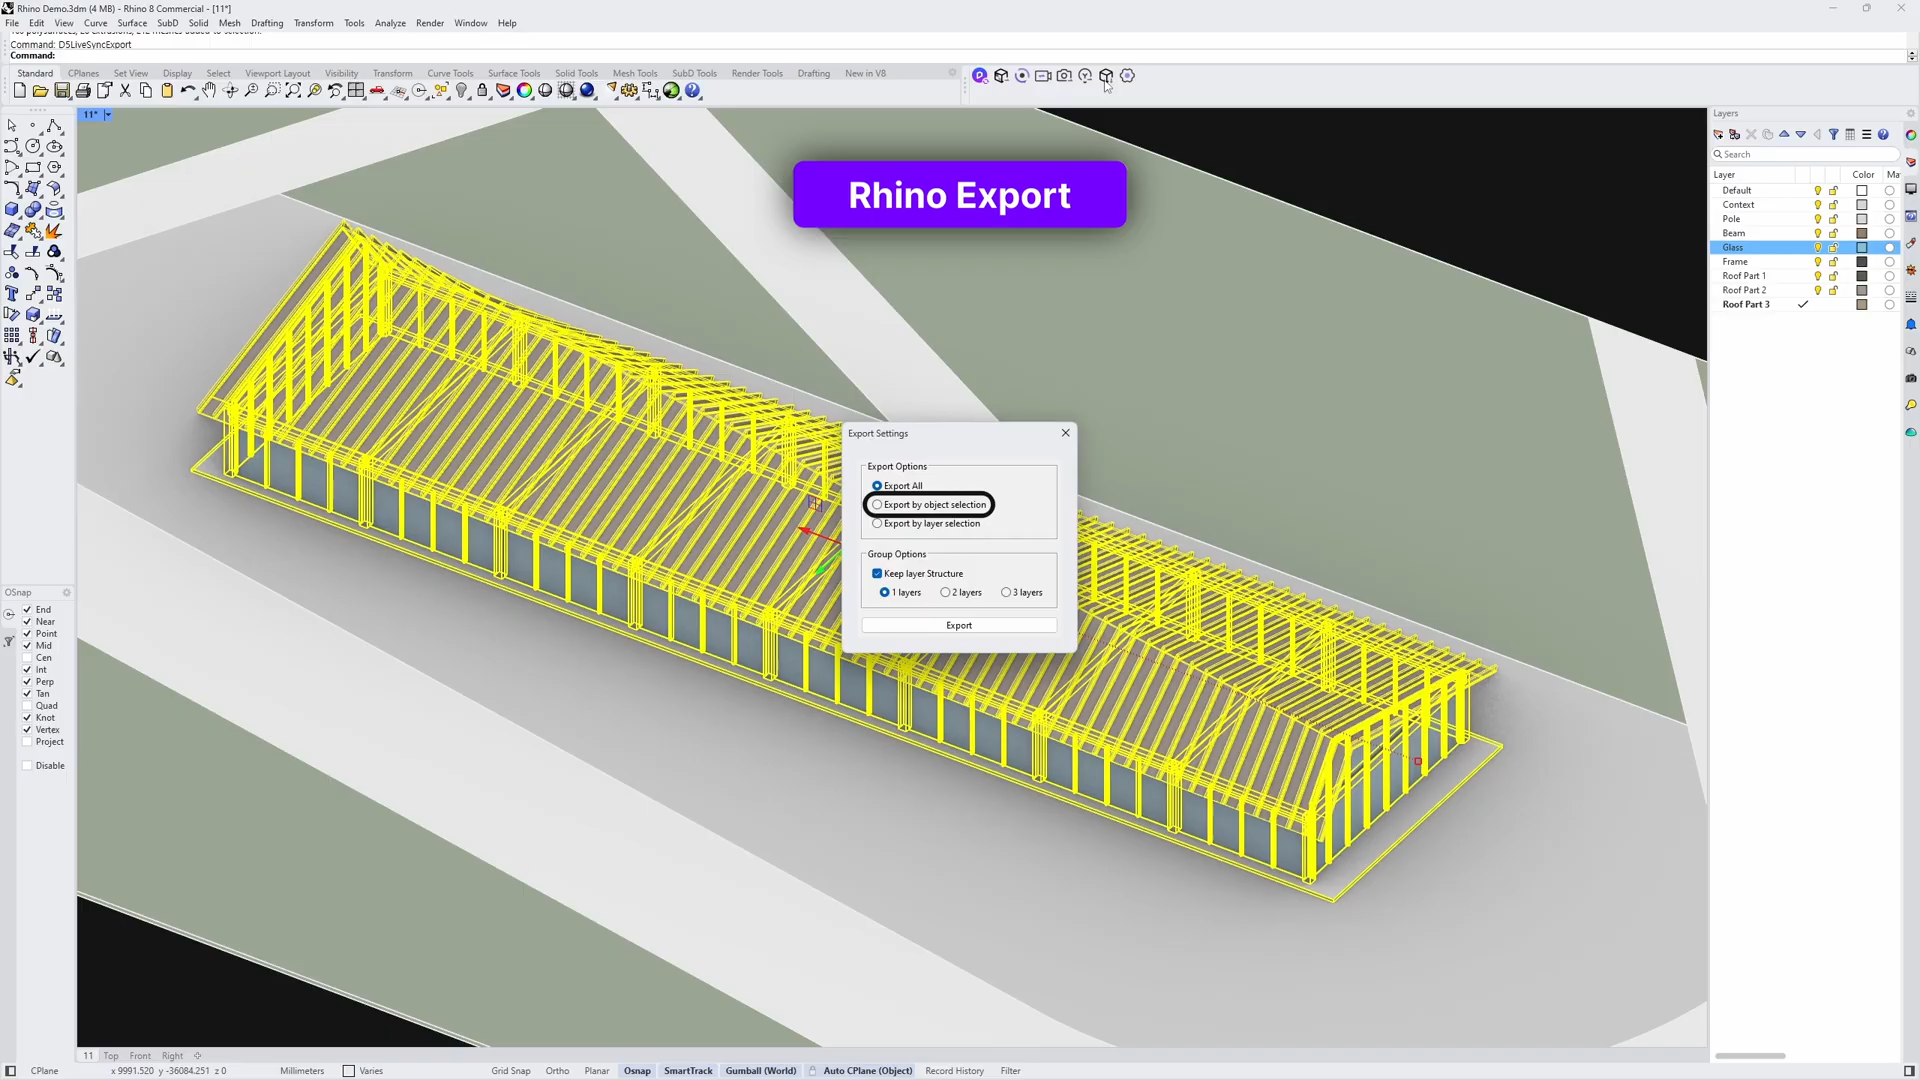 Rhino Demo.3dm (4 MB) - Rhino 8 Commercial - [11*]
File Edit View Curve Surface SubD Solid Mesh Drafting Transform Tools Analyze Render Window Help
Command: D5LiveSyncExport
Command:
Standard CPlanes Set View Display Select Viewport Layout Visibility Transform Curve Tools Surface Tools Solid Tools Mesh Tools SubD Tools Render Tools Drafting New in V8
11*
Rhino Export
Layers
Search
Layer Color Ma
Default
Context
Pole
Beam
Glass
Frame
Roof Part 1
Roof Part 2
Roof Part 3
Export Settings
Export Options
Export All
Export by object selection
Export by layer selection
Group Options
Keep layer Structure
1 layers 2 layers 3 layers
Export
OSnap
End
Near
Point
Mid
Cen
Int
Perp
Tan
Quad
Knot
Vertex
Project
Disable
11 Top Front Right
CPlane x 9991.520 y -36084.251 z 0 Millimeters Varies Grid Snap Ortho Planar Osnap SmartTrack Gumball (World) Auto CPlane (Object) Record History Filter